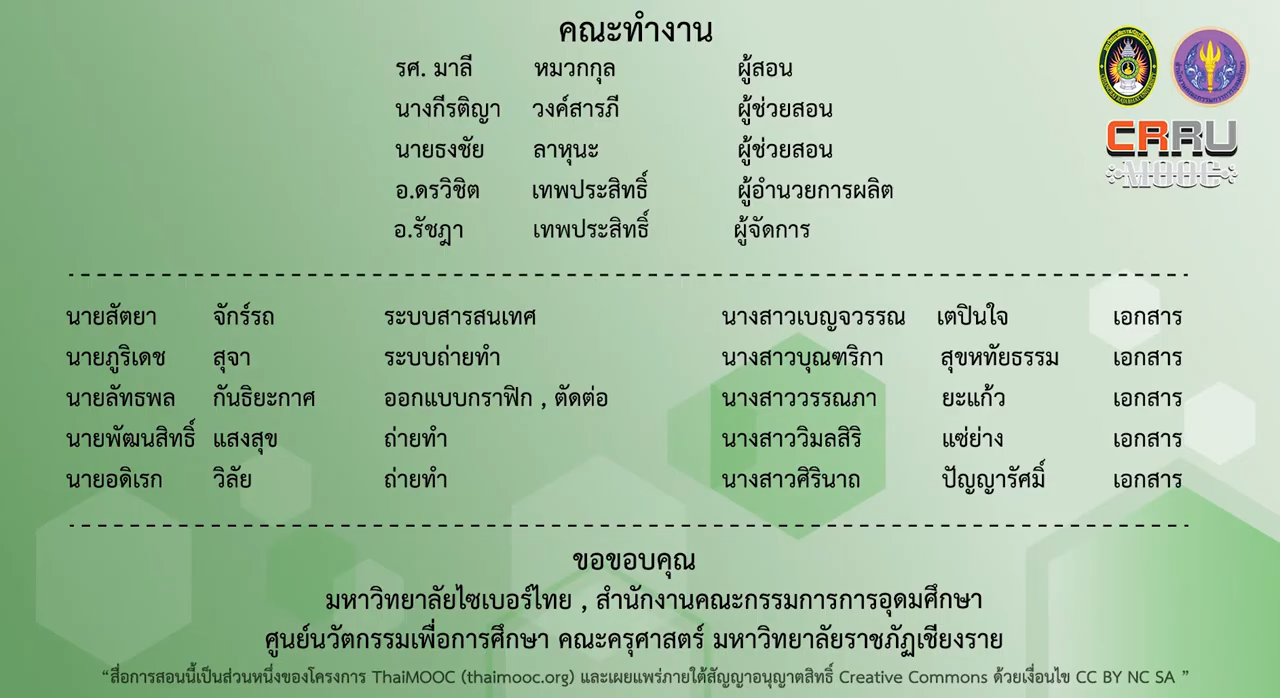 คณะทำงาน
รศ. มาลี หมวกกุล ผู้สอน
นางกีรติญา วงค์สารภี ผู้ช่วยสอน
นายธงชัย ลาหุนะ ผู้ช่วยสอน
อ.ดรวิชิต เทพประสิทธิ์ ผู้อำนวยการผลิต
อ.รัชฎา เทพประสิทธิ์ ผู้จัดการ
CRRU
MOOC
นายสัตยา จักร์รถ ระบบสารสนเทศ นางสาวเบญจวรรณ เตปินใจ เอกสาร
นายภูริเดช สุจา ระบบถ่ายทำ นางสาวบุณฑริกา สุขหทัยธรรม เอกสาร
นายลัทธพล กันธิยะกาศ ออกแบบกราฟิก , ตัดต่อ นางสาววรรณภา ยะแก้ว เอกสาร
นายพัฒนสิทธิ์ แสงสุข ถ่ายทำ นางสาววิมลสิริ แซ่ย่าง เอกสาร
นายอดิเรก วิลัย ถ่ายทำ นางสาวศิรินาถ ปัญญารัศมิ์ เอกสาร
ขอขอบคุณ
มหาวิทยาลัยไซเบอร์ไทย , สำนักงานคณะกรรมการการอุดมศึกษา
ศูนย์นวัตกรรมเพื่อการศึกษา คณะครุศาสตร์ มหาวิทยาลัยราชภัฏเชียงราย
“สื่อการสอนนี้เป็นส่วนหนึ่งของโครงการ ThaiMOOC (thaimooc.org) และเผยแพร่ภายใต้สัญญาอนุญาตสิทธิ์ Creative Commons ด้วยเงื่อนไข CC BY NC SA ”